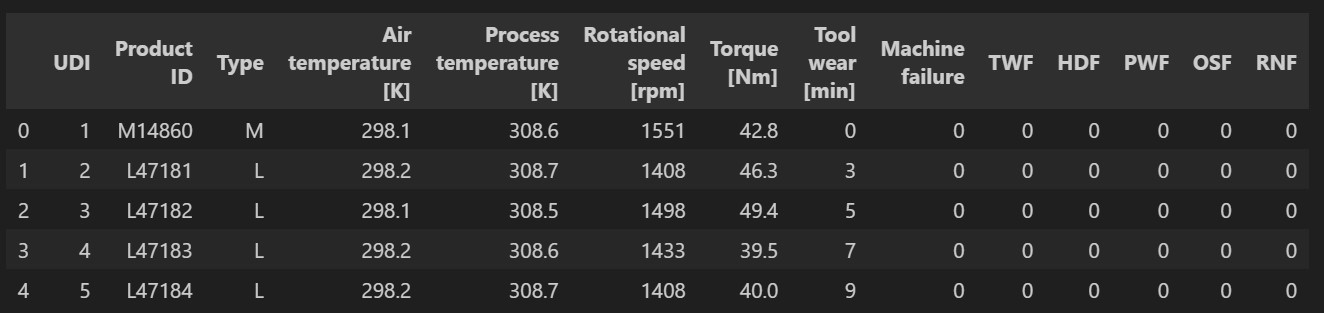 UDI Product ID Type Air temperature [K] Process temperature [K] Rotational speed [rpm] Torque [Nm] Tool wear [min] Machine failure TWF HDF PWF OSF RNF
0 1 M14860 M 298.1 308.6 1551 42.8 0 0 0 0 0 0 0
1 2 L47181 L 298.2 308.7 1408 46.3 3 0 0 0 0 0 0
2 3 L47182 L 298.1 308.5 1498 49.4 5 0 0 0 0 0 0
3 4 L47183 L 298.2 308.6 1433 39.5 7 0 0 0 0 0 0
4 5 L47184 L 298.2 308.7 1408 40.0 9 0 0 0 0 0 0